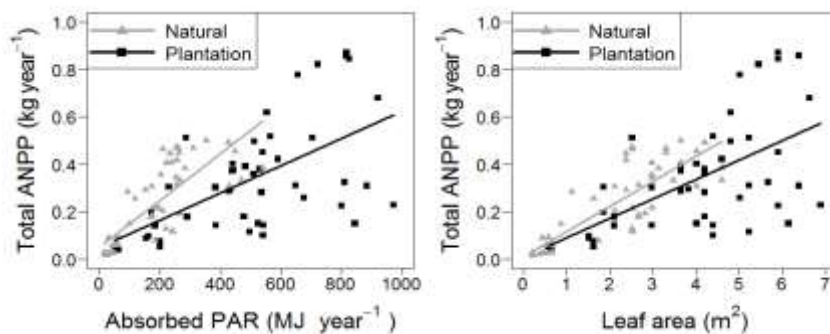 1.0
0.8
0.6
0.4
0.2
0.0
Total ANPP (kg year⁻¹)
Natural
Plantation
0 200 400 600 800 1000
Absorbed PAR (MJ year⁻¹)
1.0
0.8
0.6
0.4
0.2
0.0
Total ANPP (kg year⁻¹)
Natural
Plantation
0 1 2 3 4 5 6 7
Leaf area (m²)